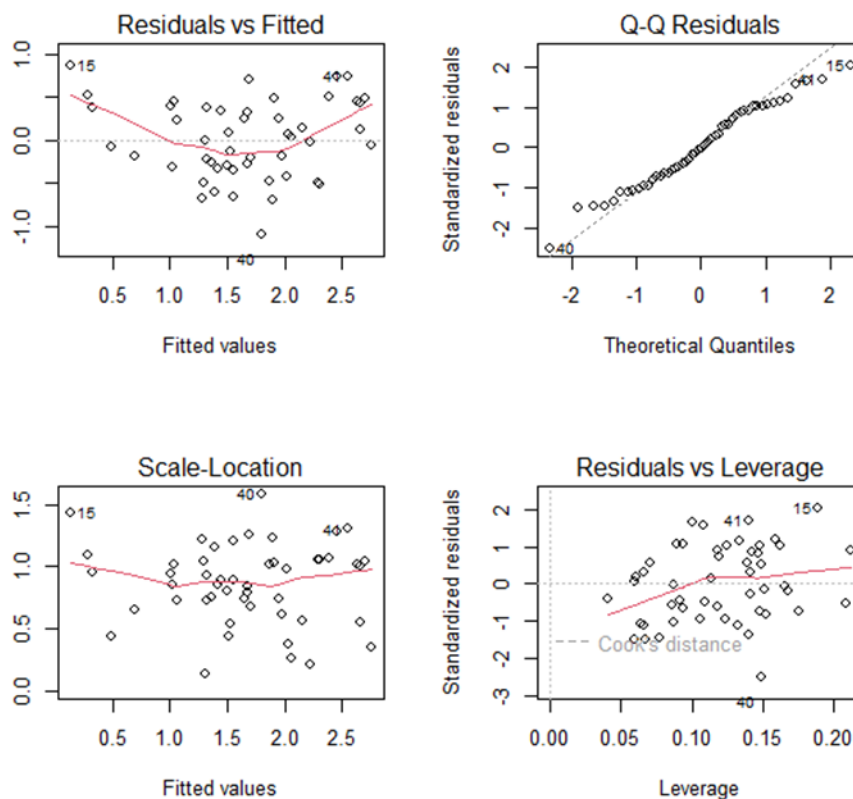 Residuals vs Fitted
1.0
0.0
-1.0
15
41
40
0.5 1.0 1.5 2.0 2.5
Fitted values
Q-Q Residuals
Standardized residuals
2
1
0
-1
-2
15
41
40
-2 -1 0 1 2
Theoretical Quantiles
Scale-Location
1.5
1.0
0.5
0.0
15
40
41
0.5 1.0 1.5 2.0 2.5
Fitted values
Residuals vs Leverage
Standardized residuals
2
1
0
-1
-2
-3
41
15
Cook's distance
40
0.00 0.05 0.10 0.15 0.20
Leverage